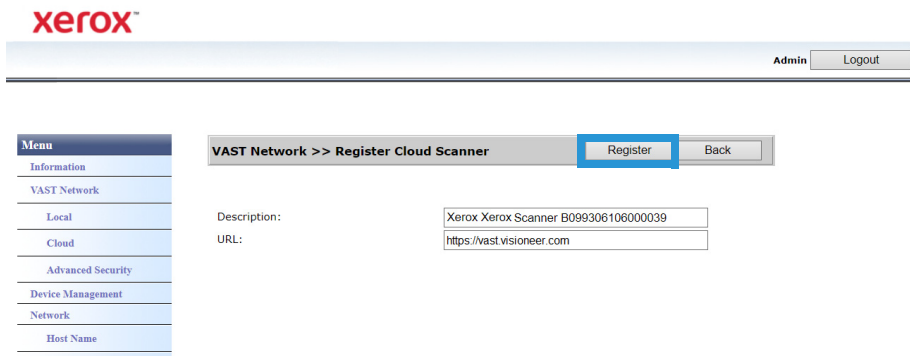 xerox™
Admin Logout
Menu
Information
VAST Network
Local
Cloud
Advanced Security
Device Management
Network
Host Name
VAST Network >> Register Cloud Scanner Register Back
Description: Xerox Xerox Scanner B099306106000039
URL: https://vast.visioneer.com